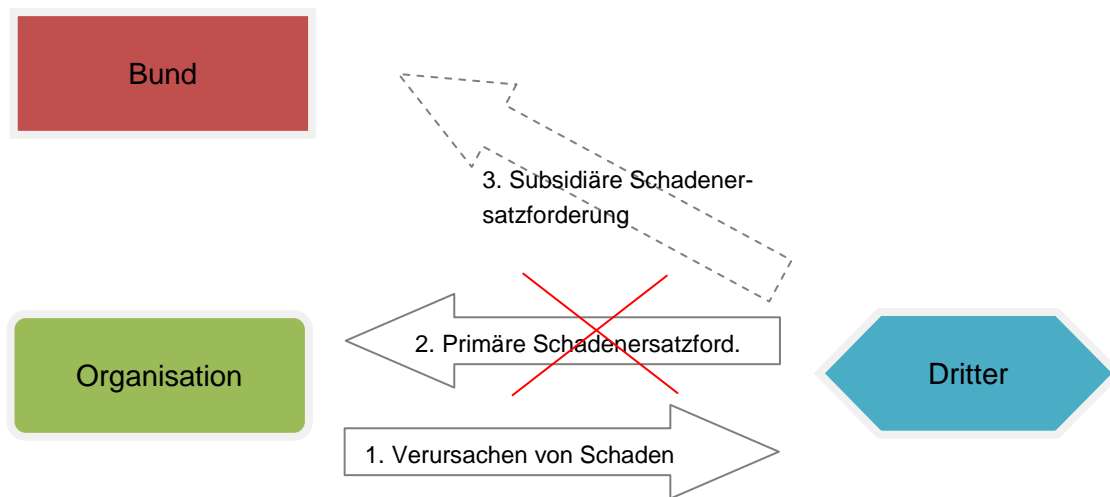 Bund
3. Subsidiäre Schadener-
satzforderung
2. Primäre Schadenersatzford.
Organisation
Dritter
1. Verursachen von Schaden